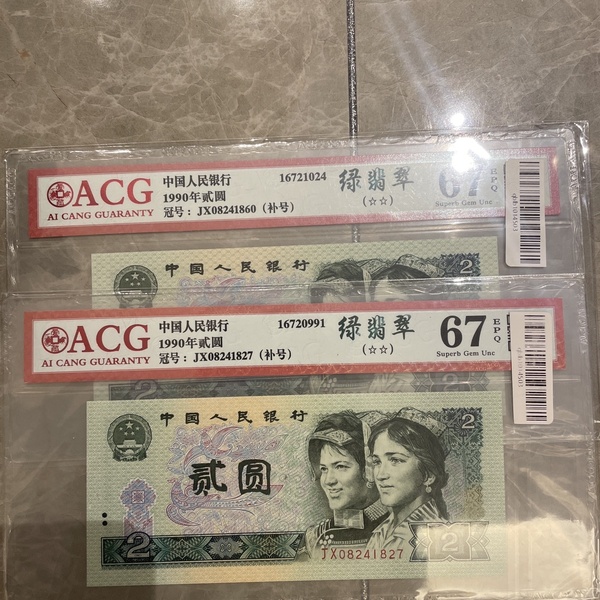 ACG
AI CANG GUARANTY
中国人民银行
1990年贰圆
冠号：JX08241860（补号）
16721024
绿翡翠
(☆☆)
67
EPQ
Superb Gem Unc
中国人民银行
2
ACG
AI CANG GUARANTY
中国人民银行
1990年贰圆
冠号：JX08241827（补号）
16720991
绿翡翠
(☆☆)
67
EPQ
Superb Gem Unc
中国人民银行
2
贰圆
JX08241827
2
2